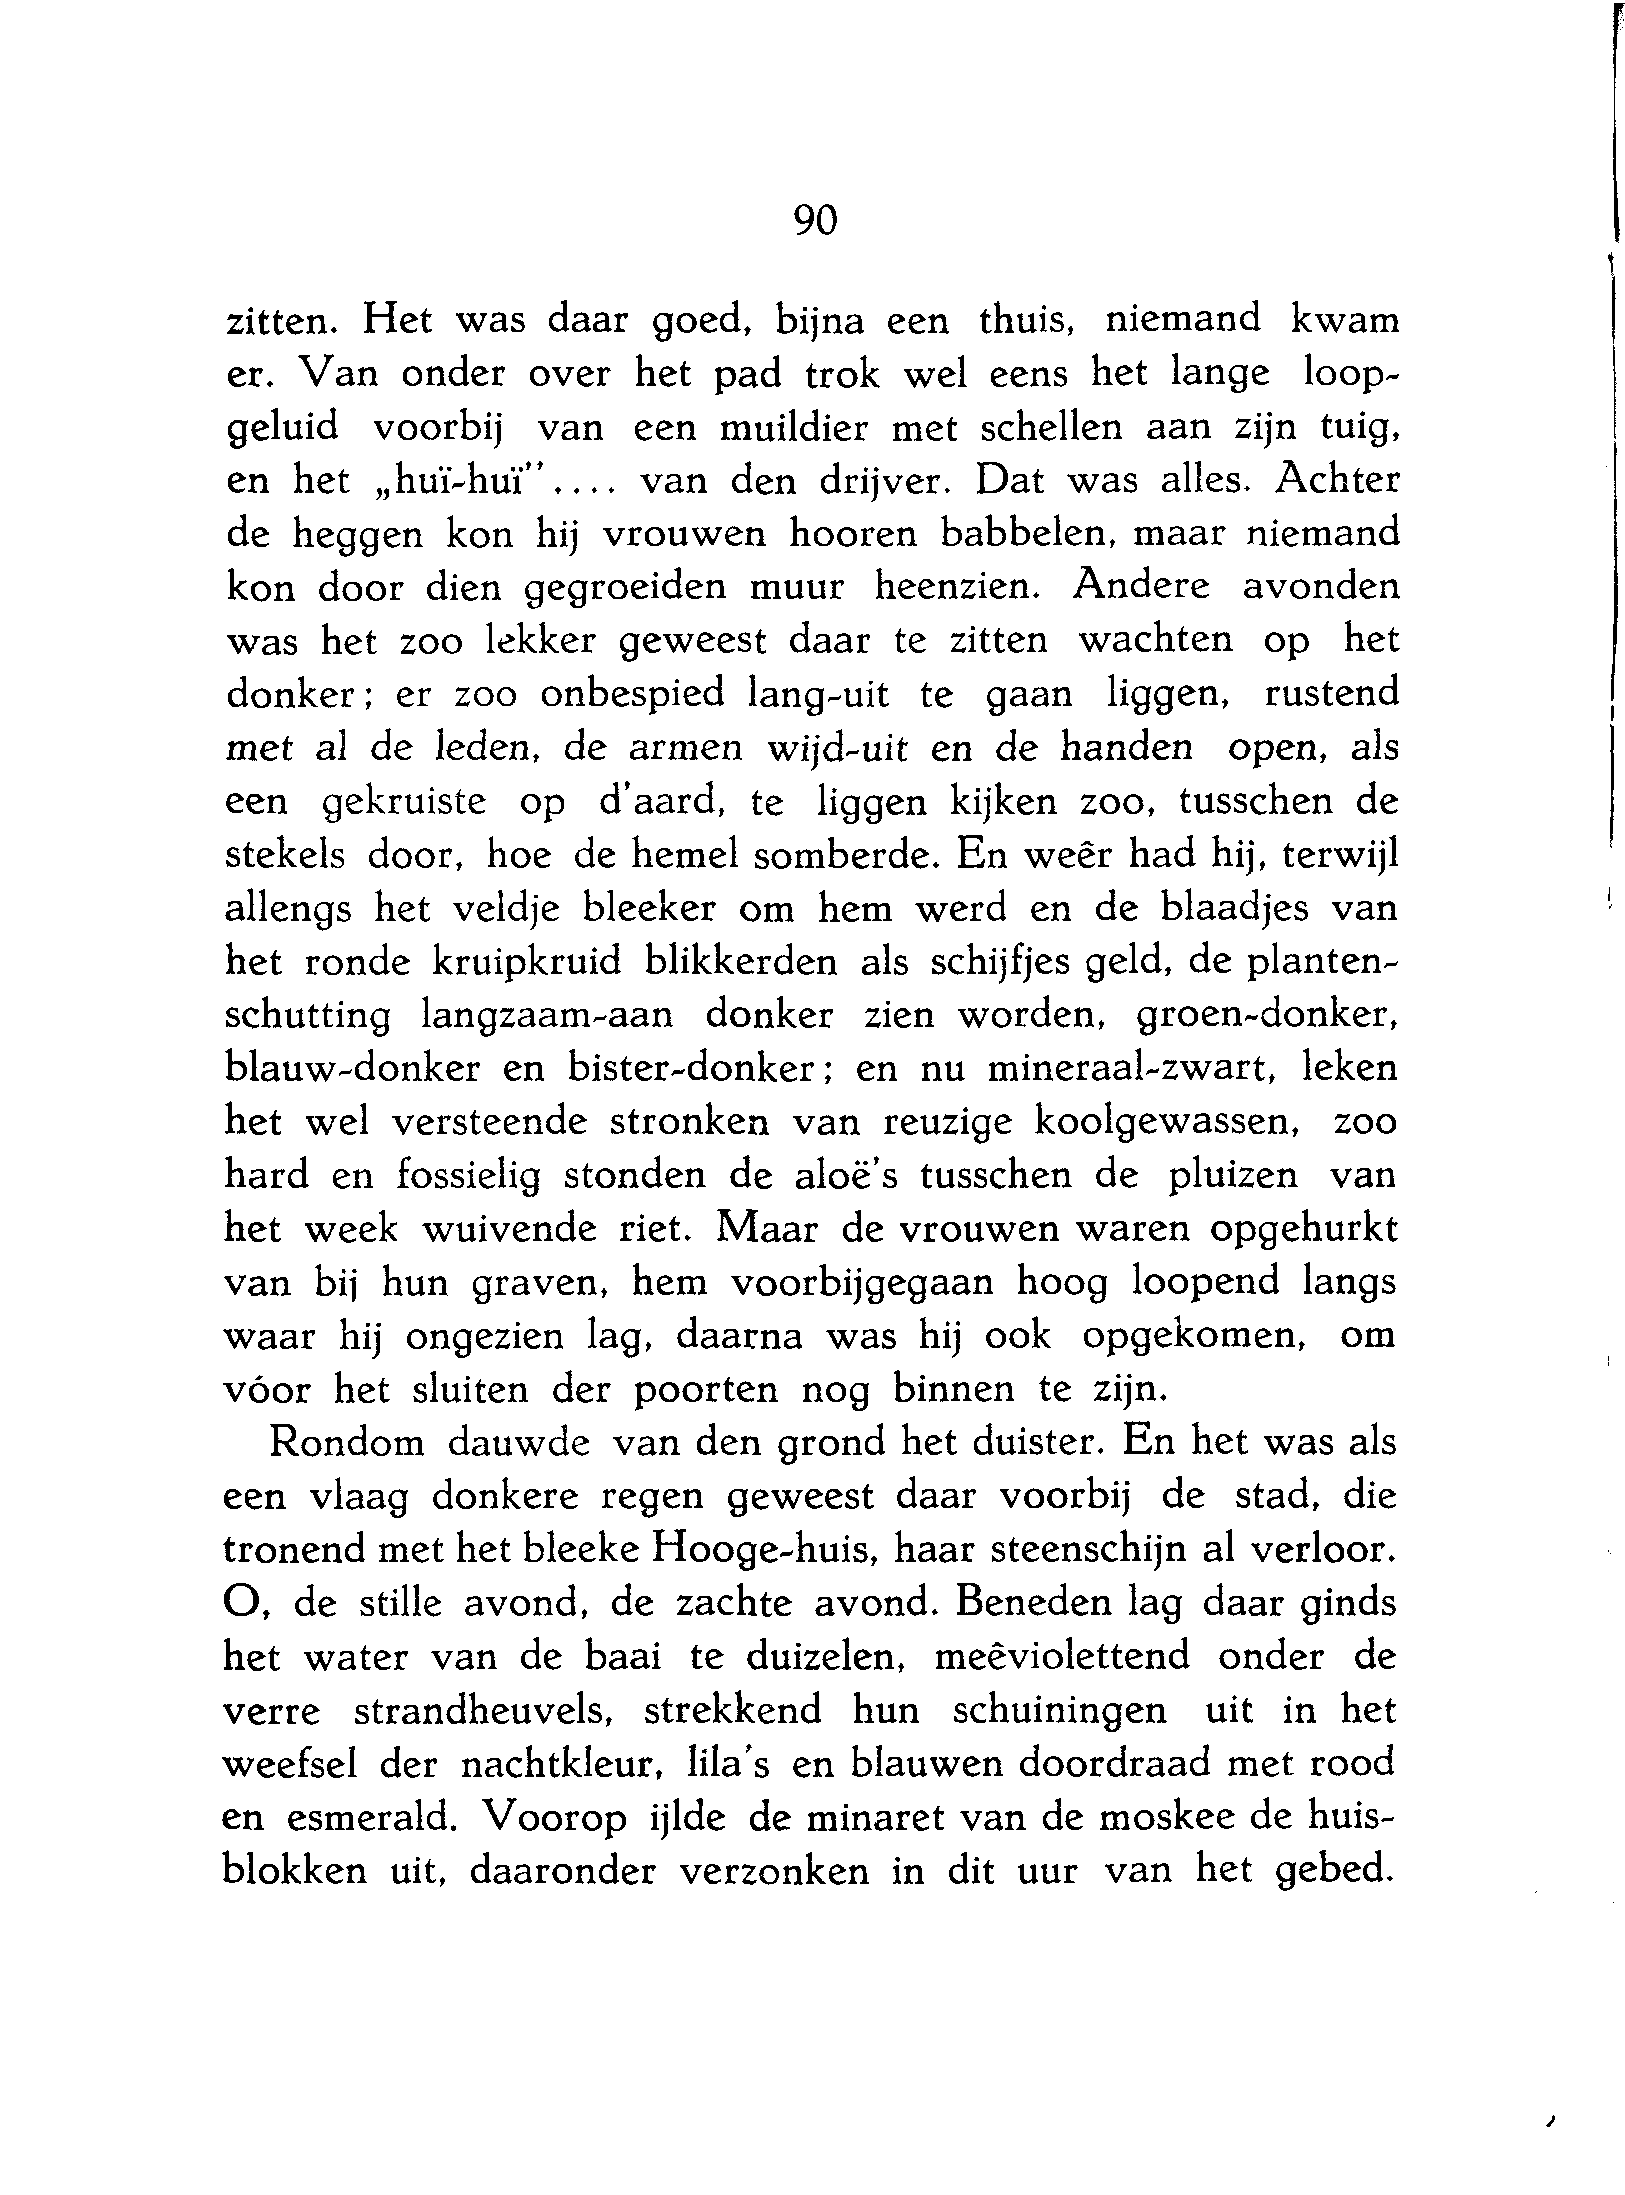 90
zitten. Het was daar goed, bijna een thuis, niemand kwam
er. Van onder over het pad trok wel eens het lange loop-
geluid voorbij van een muildier met schellen aan zijn tuig,
en het „huï-huï".... van den drijver. Dat was alles. Achter
de heggen kon hij vrouwen hooren babbelen, maar niemand
kon door dien gegroeiden muur heenzien. Andere avonden
was het zoo lekker geweest daar te zitten wachten op het
donker; er zoo onbespied lang-uit te gaan liggen, rustend
met al de leden, de armen wijd-uit en de handen open, als
een gekruiste op d'aard, te liggen kijken zoo, tusschen de
stekels door, hoe de hemel somberde. En weêr had hij, terwijl
allengs het veldje bleeker om hem werd en de blaadjes van
het ronde kruipkruid blikkerden als schijfjes geld, de planten-
schutting langzaam-aan donker zien worden, groen-donker,
blauw-donker en bister-donker; en nu mineraal-zwart, leken
het wel versteende stronken van reuzige koolgewassen, zoo
hard en fossielig stonden de aloë's tusschen de pluizen van
het week wuivende riet. Maar de vrouwen waren opgehurkt
van bij hun graven, hem voorbijgegaan hoog loopend langs
waar hij ongezien lag, daarna was hij ook opgekomen, om
vóor het sluiten der poorten nog binnen te zijn.
Rondom dauwde van den grond het duister. En het was als
een vlaag donkere regen geweest daar voorbij de stad, die
tronend met het bleeke Hooge-huis, haar steenschijn al verloor.
O, de stille avond, de zachte avond. Beneden lag daar ginds
het water van de baai te duizelen, meêviolettend onder de
verre strandheuvels, strekkend hun schuiningen uit in het
weefsel der nachtkleur, lila's en blauwen doordraad met rood
en esmerald. Voorop ijlde de minaret van de moskee de huis-
blokken uit, daaronder verzonken in dit uur van het gebed.